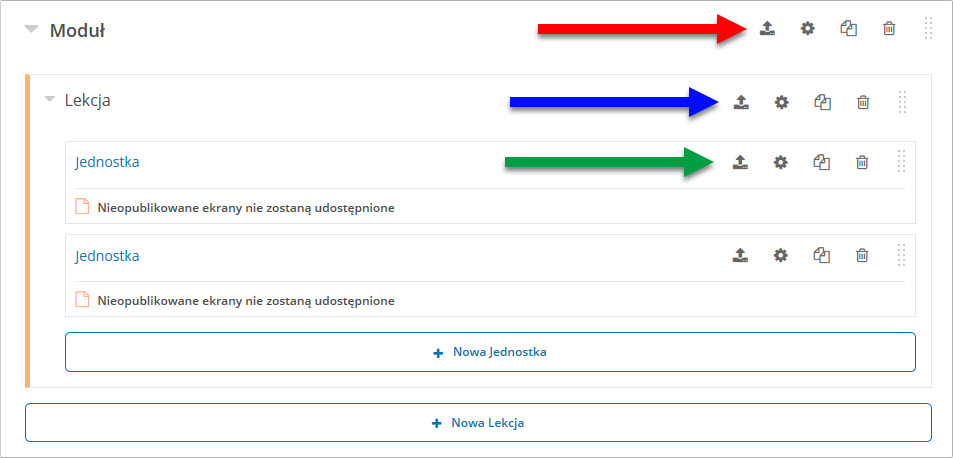 Moduł
Lekcja
Jednostka
Nieopublikowane ekrany nie zostaną udostępnione
Jednostka
Nieopublikowane ekrany nie zostaną udostępnione
+ Nowa Jednostka
+ Nowa Lekcja